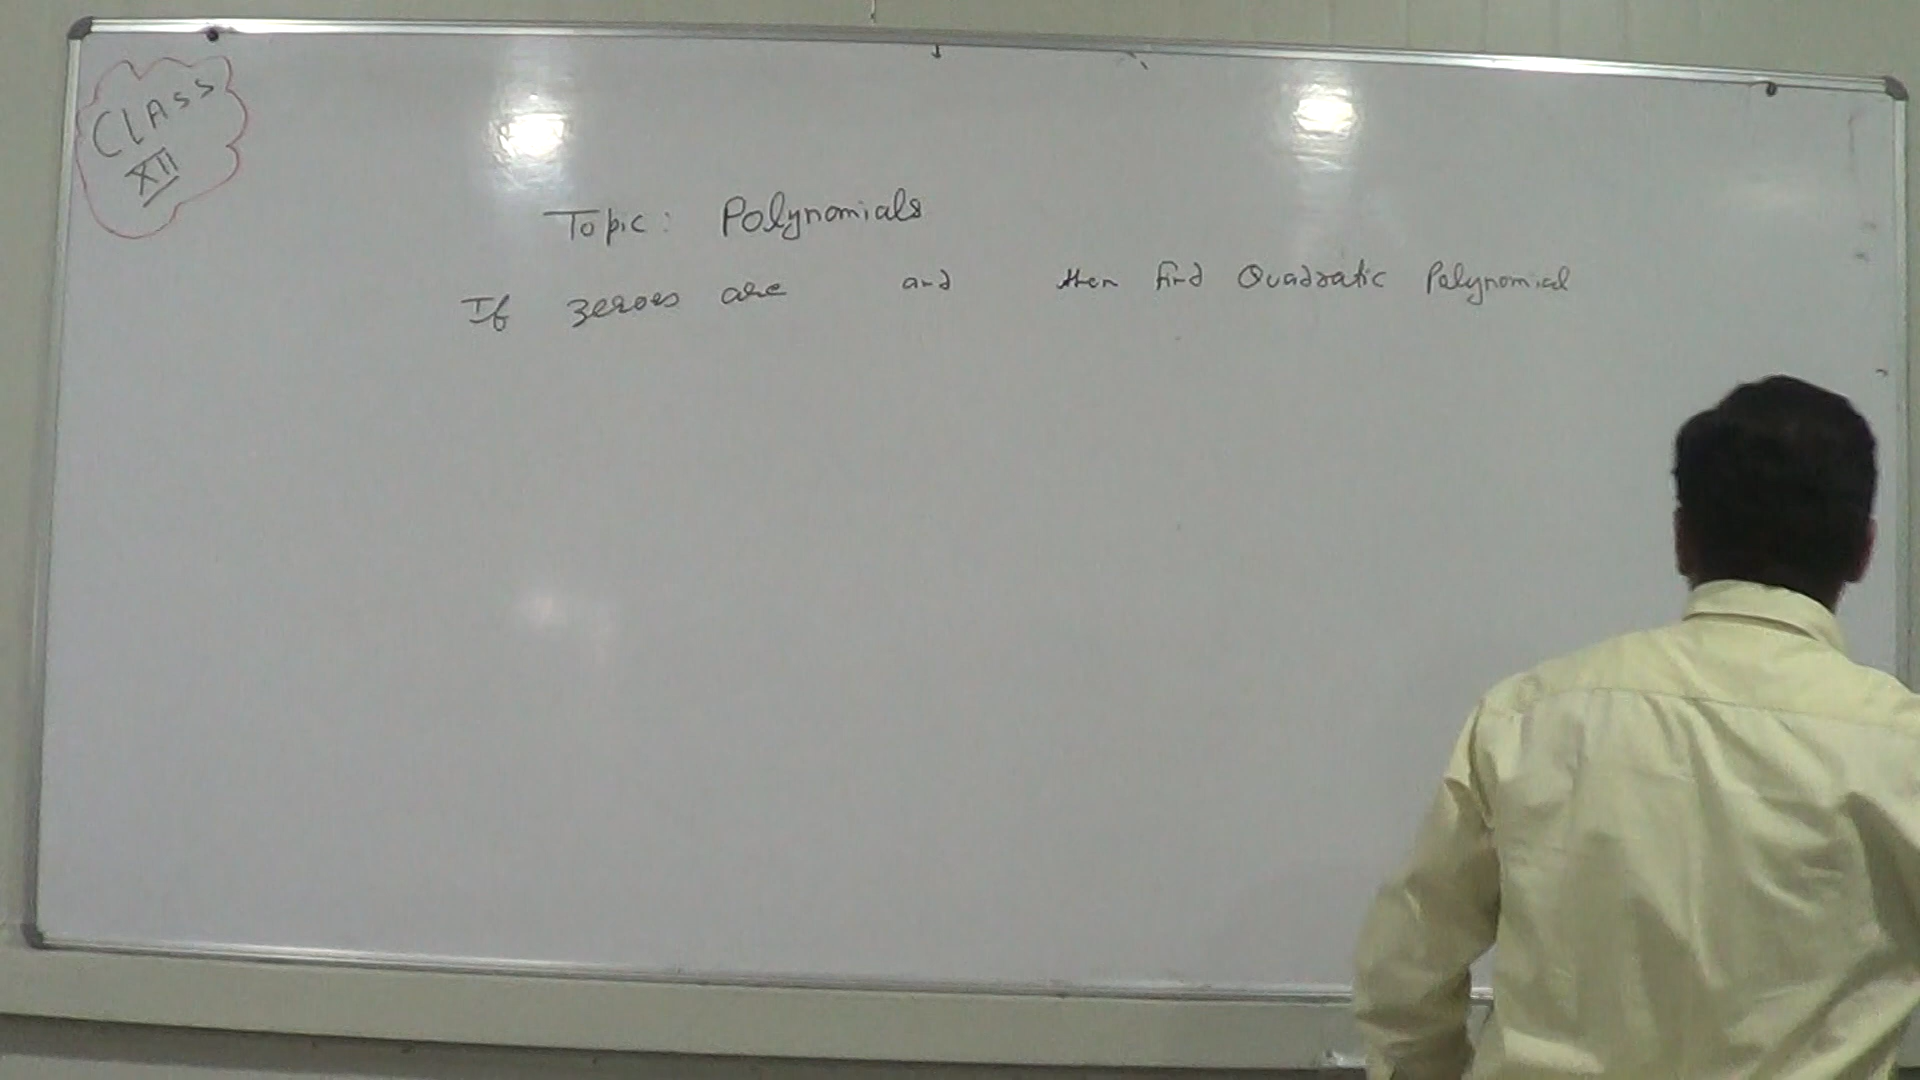 CLASS
XII
Topic: Polynomials
If zeroes are and then find Quadratic Polynomial